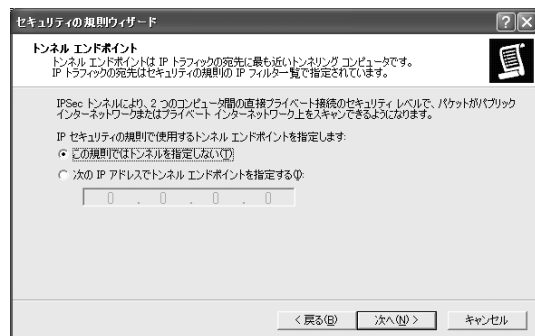 セキュリティの規則ウィザード
トンネル エンドポイント
トンネル エンドポイントは IP トラフィックの宛先に最も近いトンネリング コンピュータです。
IP トラフィックの宛先はセキュリティの規則の IP フィルター覧で指定されています。
IPSec トンネルにより、2 つのコンピュータ間の直接プライベート接続のセキュリティ レベルで、パケットがパブリック
インターネットワークまたはプライベート インターネットワーク上をスキャンできるようになります。
IP セキュリティの規則で使用するトンネル エンドポイントを指定します:
この規則ではトンネルを指定しない(T)
次の IP アドレスでトンネル エンドポイントを指定する(I):
0 . 0 . 0 . 0
< 戻る(B) 次へ(N) > キャンセル